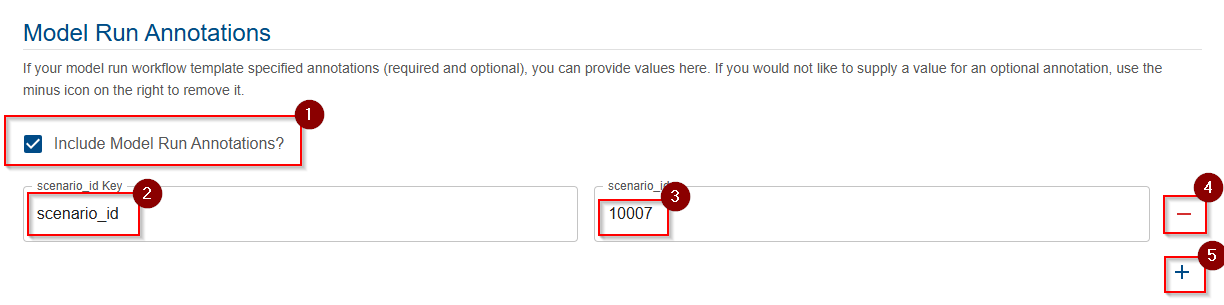 Model Run Annotations
If your model run workflow template specified annotations (required and optional), you can provide values here. If you would not like to supply a value for an optional annotation, use the
minus icon on the right to remove it.
1
Include Model Run Annotations?
scenario_id Key
2
scenario_id
scenario_id
3
10007
4
5